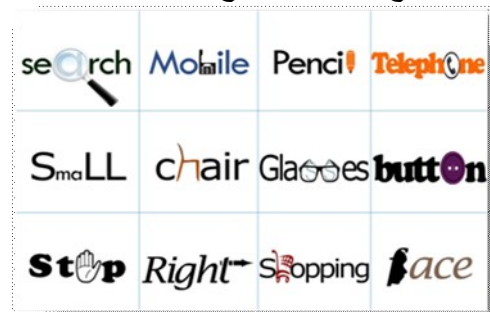 search Mobile Pencil Telephone
SmaLL chair Glasses buttOn
Stop Right Shopping face